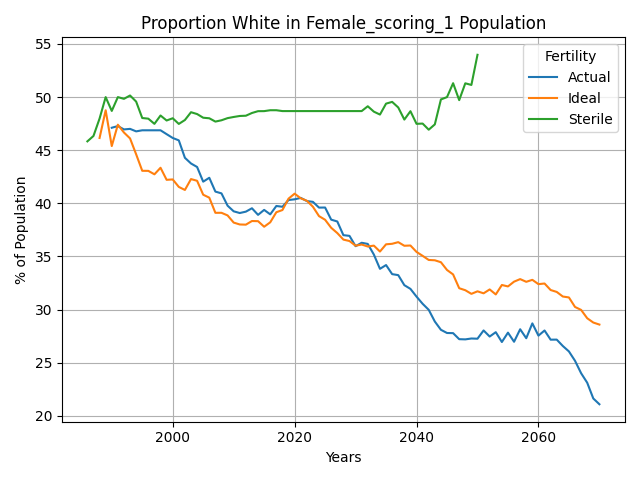 Proportion White in Female_scoring_1 Population
% of Population
55
50
45
40
35
30
25
20
Fertility
Actual
Ideal
Sterile
2000
2020
2040
2060
Years